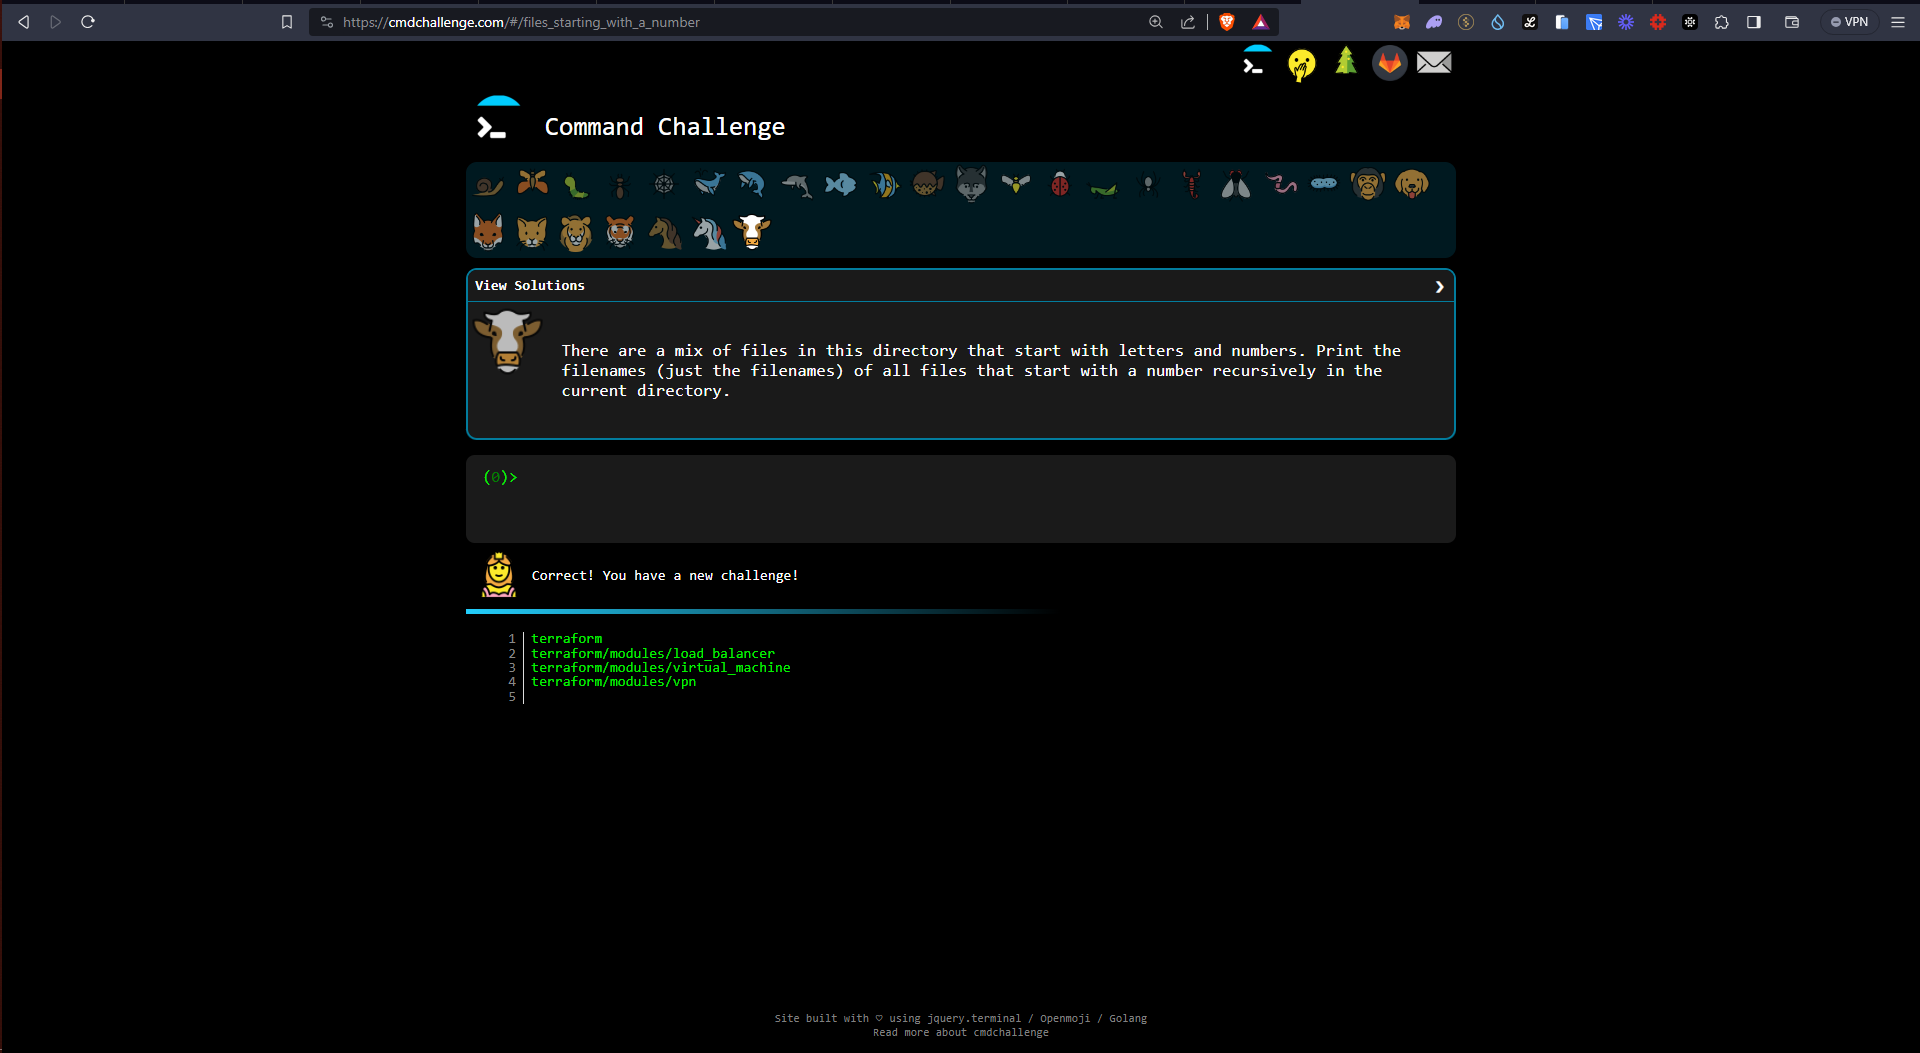 https://cmdchallenge.com/#/files_starting_with_a_number
VPN
Command Challenge
View Solutions
There are a mix of files in this directory that start with letters and numbers. Print the
filenames (just the filenames) of all files that start with a number recursively in the
current directory.
(0)>
Correct! You have a new challenge!
1 terraform
2 terraform/modules/load_balancer
3 terraform/modules/virtual_machine
4 terraform/modules/vpn
5
Site built with ♡ using jquery.terminal / Openmoji / Golang
Read more about cmdchallenge